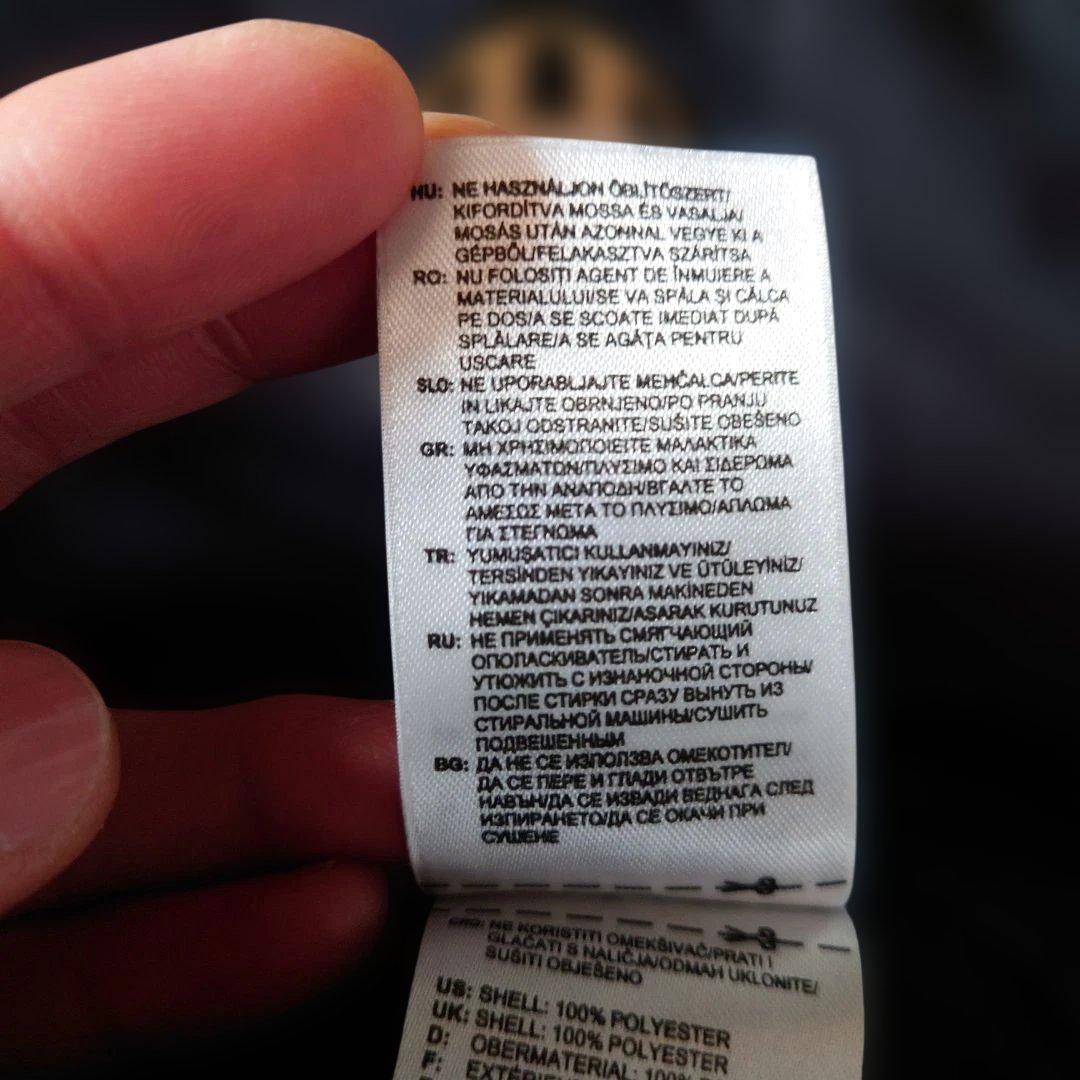 HU: NE HASZNÁLJON ÖBLÍTŐSZERT/
KIFORDÍTVA MOSSA ÉS VASALJA/
MOSÁS UTÁN AZONNAL VEGYE KI A
GÉPBŐL/FELAKASZTVA SZÁRÍTSA
RO: NU FOLOSITI AGENT DE ÎNMUIERE A
MATERIALULUI/SE VA SPĂLA ȘI CĂLCA
PE DOS/A SE SCOATE IMEDIAT DUPĂ
SPLĂLARE/A SE AGĂȚA PENTRU
USCARE
SLO: NE UPORABLJAJTE MEHČALCA/PERITE
IN LIKAJTE OBRNJENO/PO PRANJU
TAKOJ ODSTRANITE/SUŠITE OBEŠENO
GR: ΜΗ ΧΡΗΣΙΜΟΠΟΙΕΙΤΕ ΜΑΛΑΚΤΙΚΑ
ΥΦΑΣΜΑΤΩΝ/ΠΛΥΣΙΜΟ ΚΑΙ ΣΙΔΕΡΩΜΑ
ΑΠΟ ΤΗΝ ΑΝΑΠΟΔΗ/ΒΓΑΛΤΕ ΤΟ
ΑΜΕΣΩΣ ΜΕΤΑ ΤΟ ΠΛΥΣΙΜΟ/ΑΠΛΩΜΑ
ΓΙΑ ΣΤΕΓΝΩΜΑ
TR: YUMUŞATICI KULLANMAYINIZ/
TERSİNDEN YIKAYINIZ VE ÜTÜLEYİNİZ/
YIKAMADAN SONRA MAKİNEDEN
HEMEN ÇIKARINIZ/ASARAK KURUTUNUZ
RU: НЕ ПРИМЕНЯТЬ СМЯГЧАЮЩИЙ
ОПОЛАСКИВАТЕЛЬ/СТИРАТЬ И
УТЮЖИТЬ С ИЗНАНОЧНОЙ СТОРОНЫ/
ПОСЛЕ СТИРКИ СРАЗУ ВЫНУТЬ ИЗ
СТИРАЛЬНОЙ МАШИНЫ/СУШИТЬ
ПОДВЕШЕННЫМ
BG: ДА НЕ СЕ ИЗПОЛЗВА ОМЕКОТИТЕЛ/
ДА СЕ ПЕРЕ И ГЛАДИ ОТВЪТРЕ
НАВЪН/ДА СЕ ИЗВАДИ ВЕДНАГА СЛЕД
ИЗПИРАНЕТО/ДА СЕ ОКАЧИ ПРИ
СУШЕНЕ
CRO: NE KORISTITI OMEKŠIVAČ/PRATI I
GLAČATI S NALIČJA/ODMAH UKLONITE/
SUŠITI OBJEŠENO
US: SHELL: 100% POLYESTER
UK: SHELL: 100% POLYESTER
D: OBERMATERIAL: 100%
F: